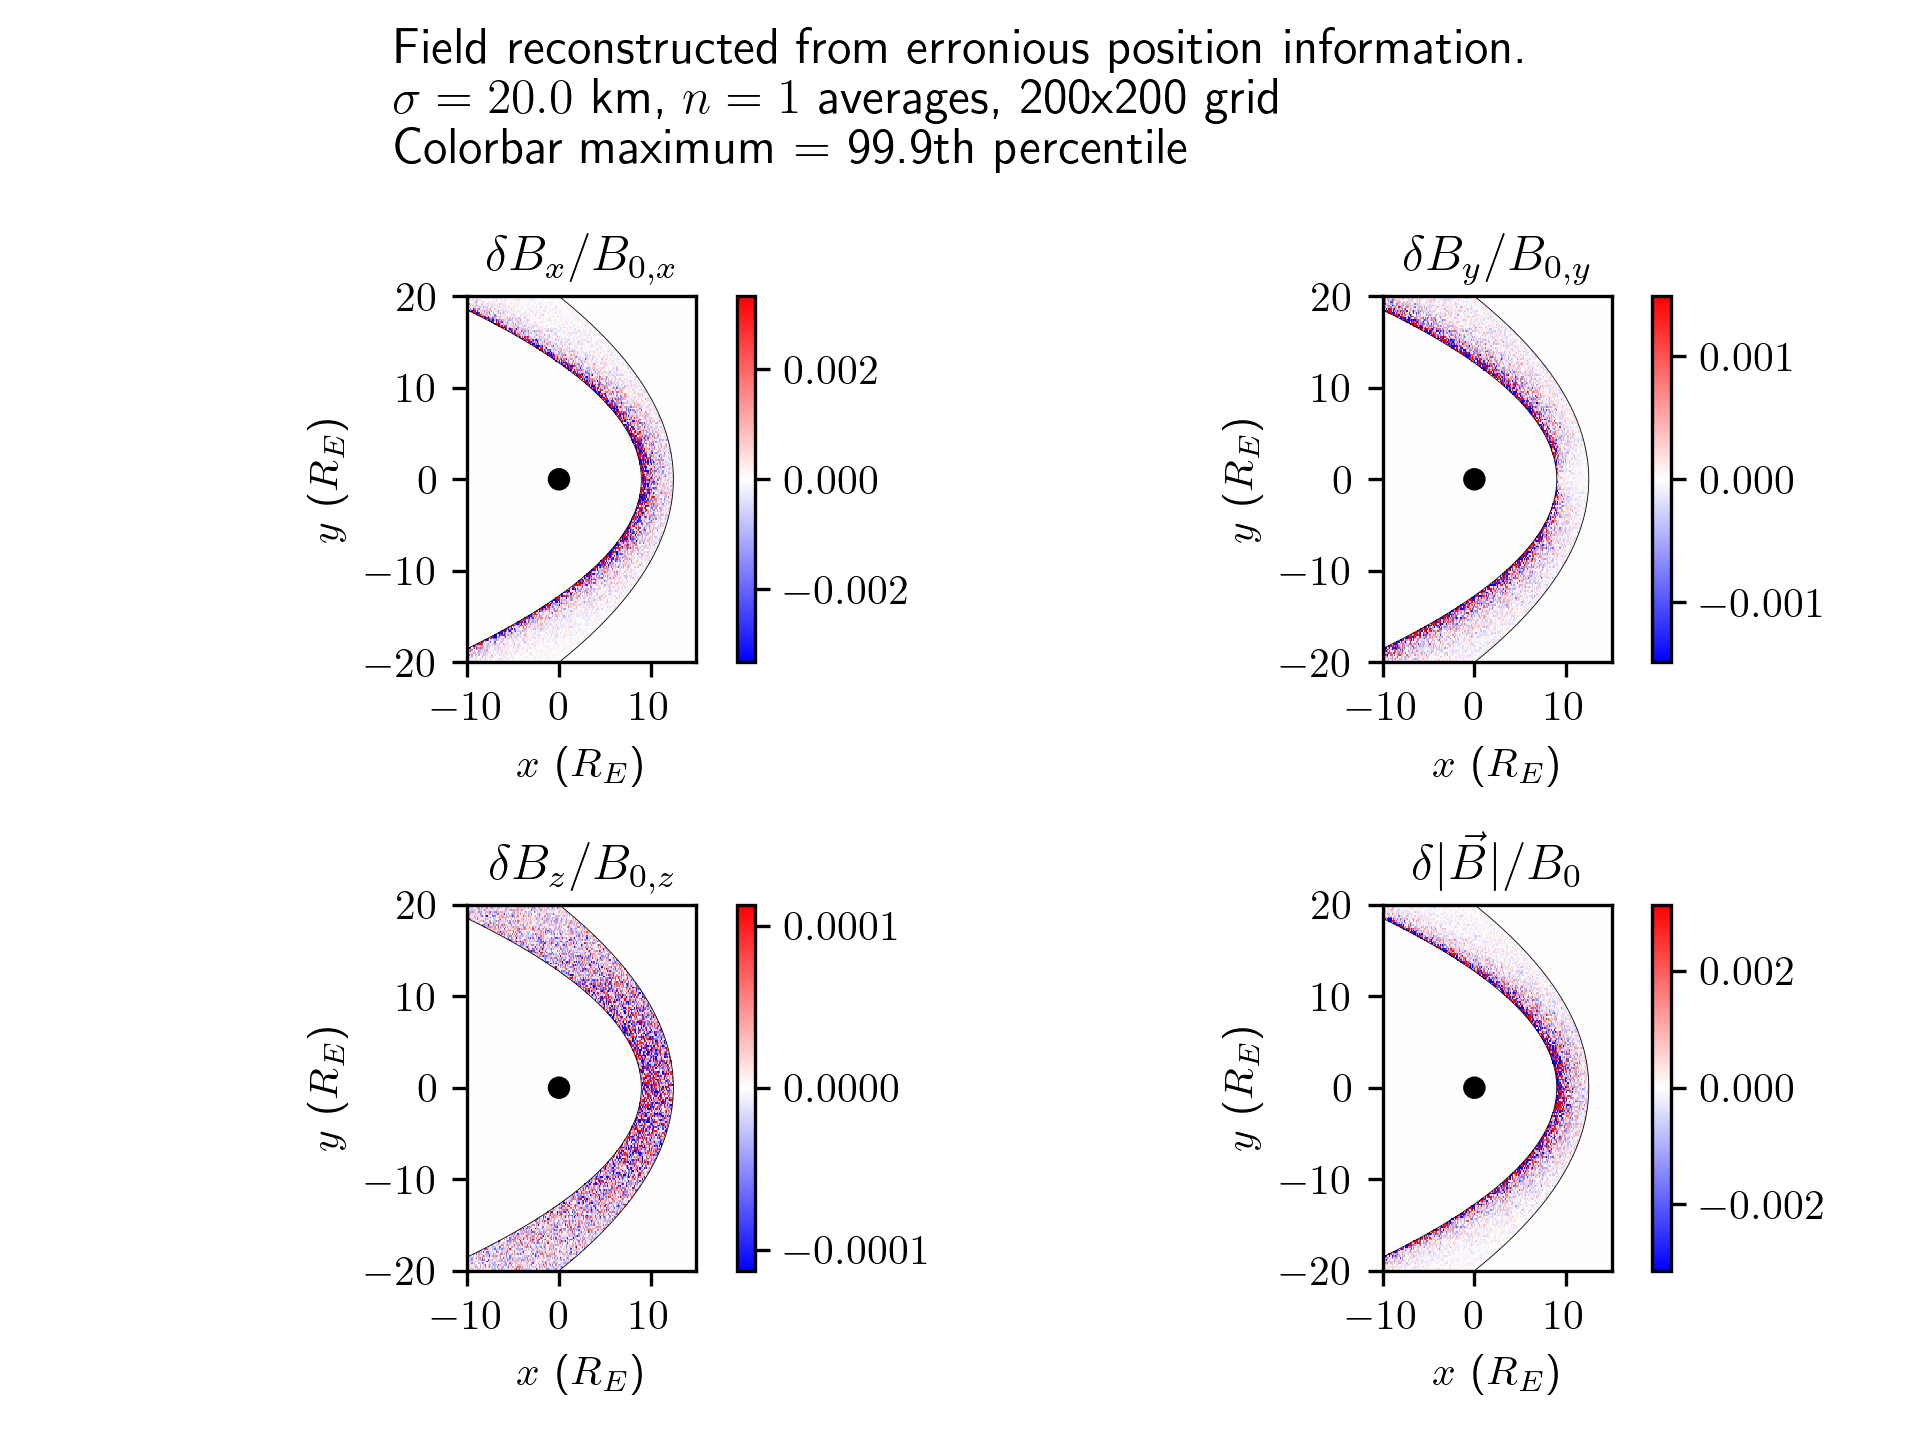 Field reconstructed from erronious position information.
σ = 20.0 km, n = 1 averages, 200x200 grid
Colorbar maximum = 99.9th percentile
δB_x/B_{0,x}
20
10
0
−10
−20
y (R_E)
−10 0 10
x (R_E)
0.002
0.000
−0.002
δB_y/B_{0,y}
20
10
0
−10
−20
y (R_E)
−10 0 10
x (R_E)
0.001
0.000
−0.001
δB_z/B_{0,z}
20
10
0
−10
−20
y (R_E)
−10 0 10
x (R_E)
0.0001
0.0000
−0.0001
δ|B⃗|/B_0
20
10
0
−10
−20
y (R_E)
−10 0 10
x (R_E)
0.002
0.000
−0.002